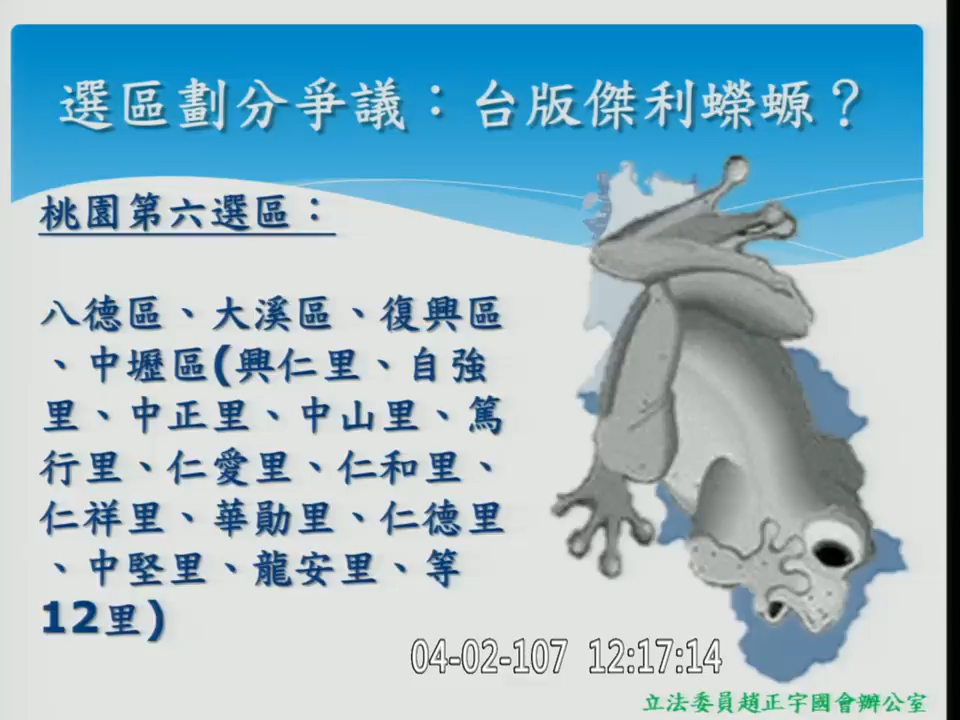 選區劃分爭議：台版傑利蠑螈？
桃園第六選區：
八德區、大溪區、復興區
、中壢區(興仁里、自強
里、中正里、中山里、篤
行里、仁愛里、仁和里、
仁祥里、華勛里、仁德里
、中堅里、龍安里、等
12里)
04-02-107 12:17:14
立法委員趙正宇國會辦公室